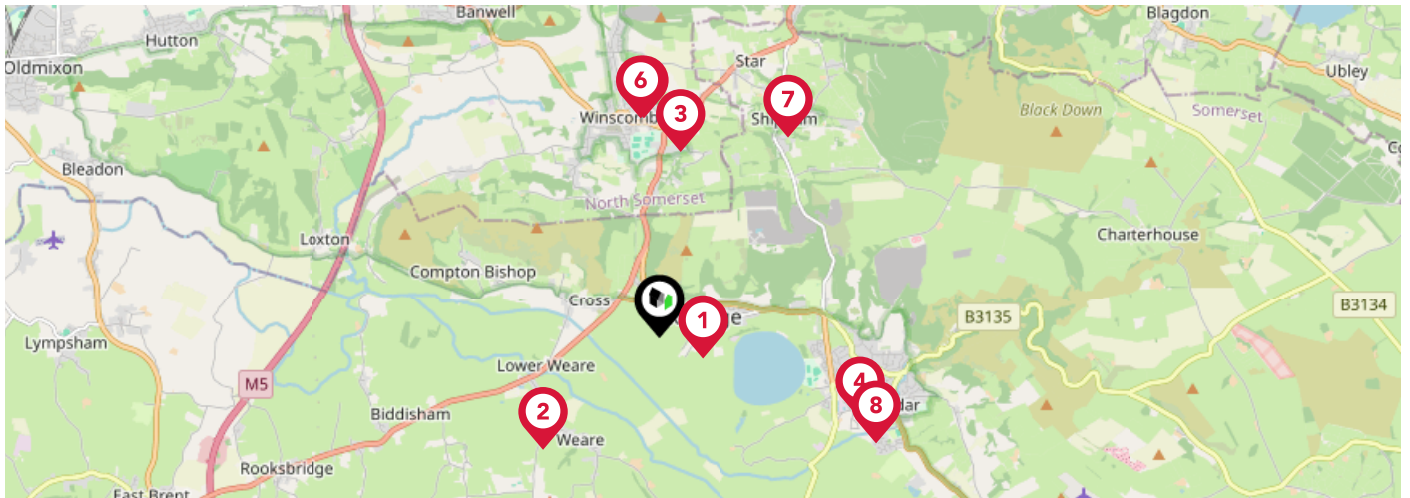 Banwell
Blagdon
Hutton
Oldmixon
Star
Ubley
6
7
3
Black Down
Somerset
Winscomb
Bleadon
North Somerset
Loxton
Charterhouse
Compton Bishop
Cross
B3134
1
B3135
Lympsham
Lower Weare
M5
4
2
8
Biddisham
Weare
Rooksbridge
East Brent